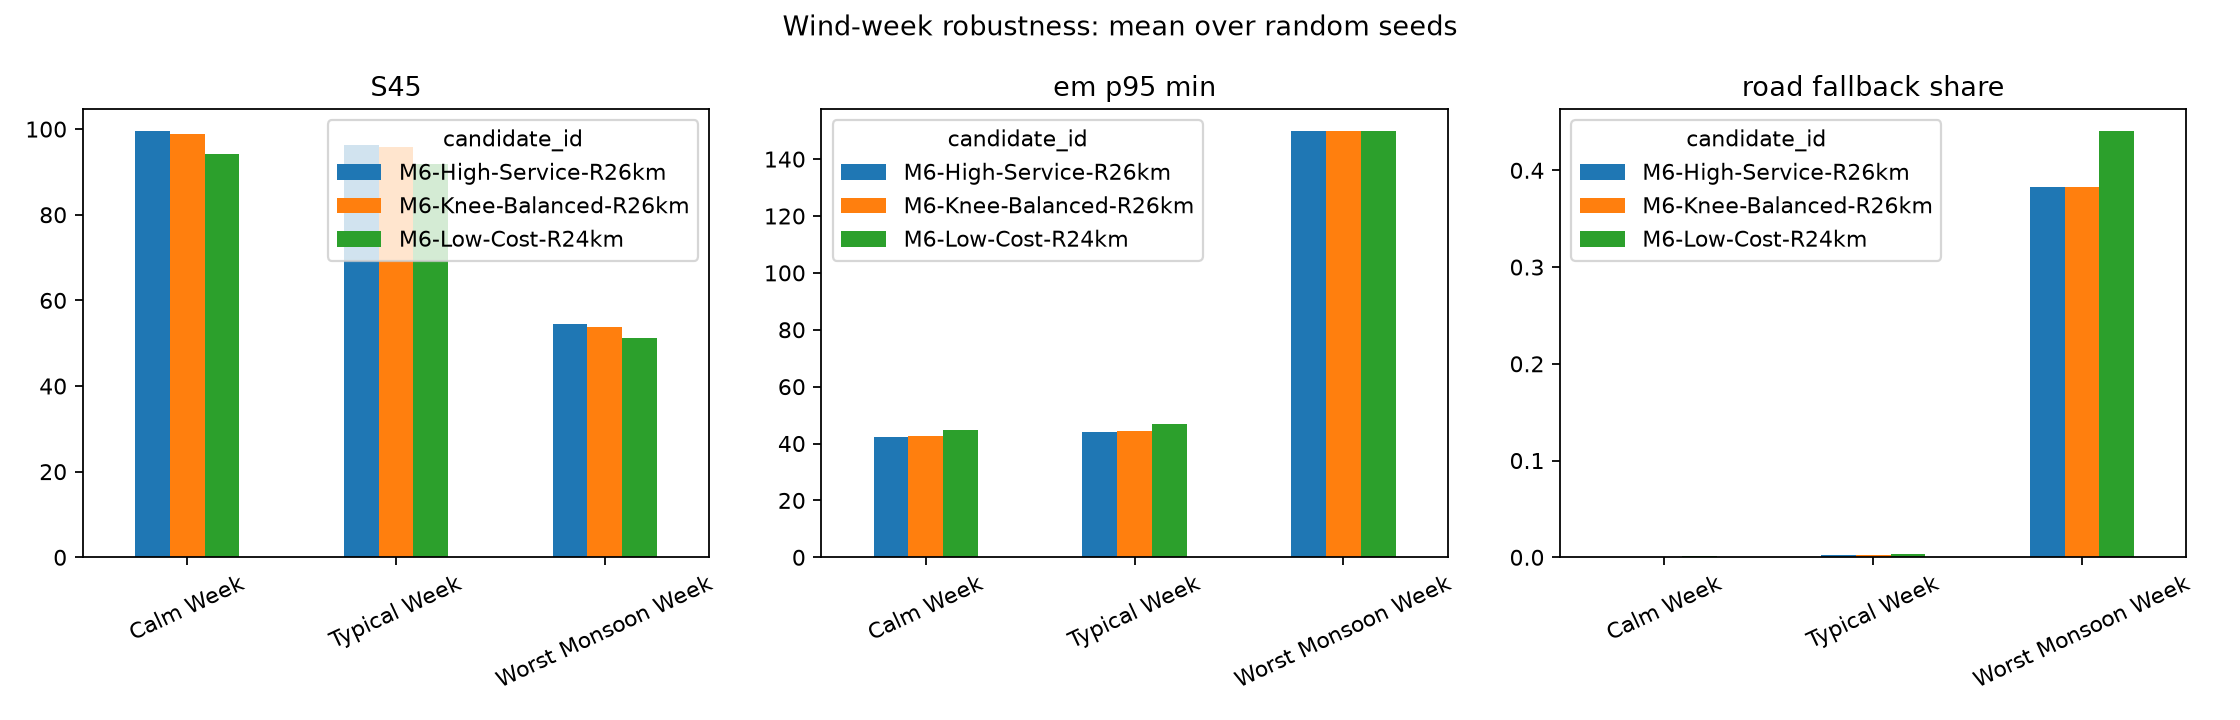 Wind-week robustness: mean over random seeds
S45
candidate_id
M6-High-Service-R26km
M6-Knee-Balanced-R26km
M6-Low-Cost-R24km
100
80
60
40
20
0
Calm Week
Typical Week
Worst Monsoon Week
em p95 min
candidate_id
M6-High-Service-R26km
M6-Knee-Balanced-R26km
M6-Low-Cost-R24km
140
120
100
80
60
40
20
0
Calm Week
Typical Week
Worst Monsoon Week
road fallback share
candidate_id
M6-High-Service-R26km
M6-Knee-Balanced-R26km
M6-Low-Cost-R24km
0.4
0.3
0.2
0.1
0.0
Calm Week
Typical Week
Worst Monsoon Week